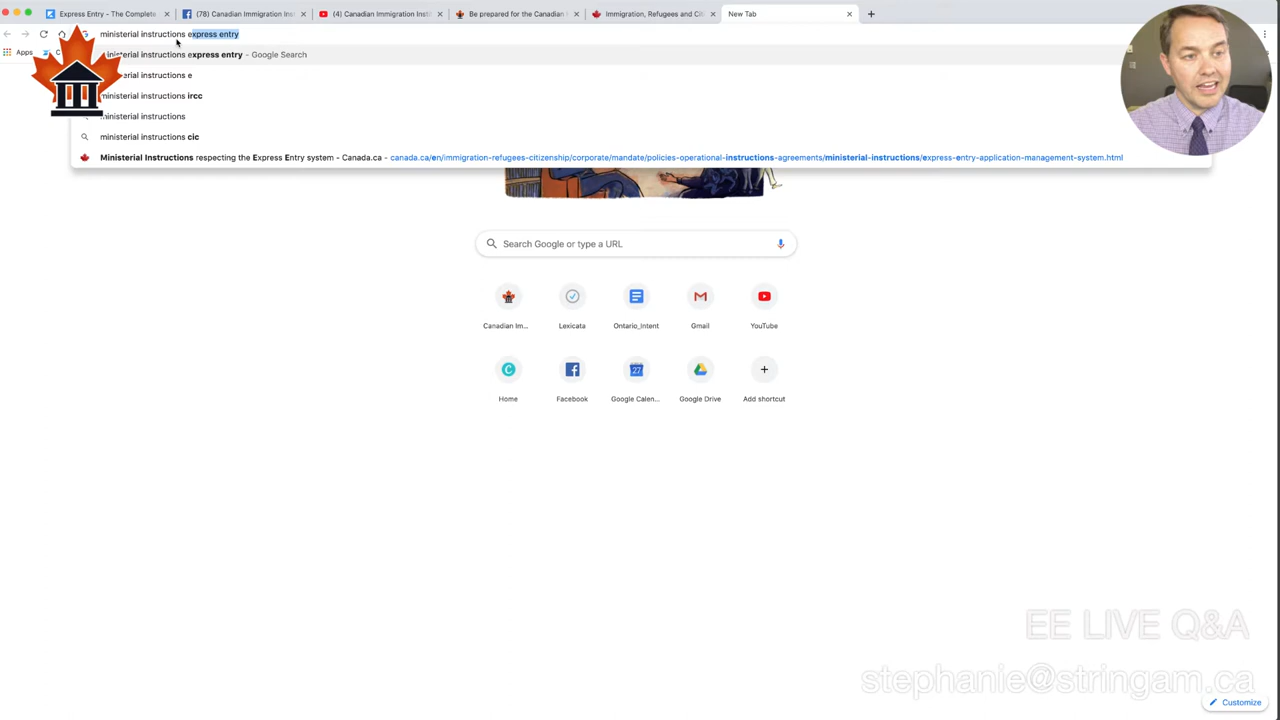 Express Entry - The Complete
(78) Canadian Immigration Ins
(4) Canadian Immigration Insti
Be prepared for the Canadian I
Immigration, Refugees and Cit
New Tab
ministerial instructions express entry
Apps
ministerial instructions express entry - Google Search
ministerial instructions e
ministerial instructions ircc
ministerial instructions
ministerial instructions cic
Ministerial Instructions respecting the Express Entry system - Canada.ca - canada.ca/en/immigration-refugees-citizenship/corporate/mandate/policies-operational-instructions-agreements/ministerial-instructions/express-entry-application-management-system.html
Search Google or type a URL
Canadian Im...
Lexicata
Ontario_Intent
Gmail
YouTube
27
Home
Facebook
Google Calen...
Google Drive
Add shortcut
EE LIVE Q&A
stephanie@stringam.ca
Customize